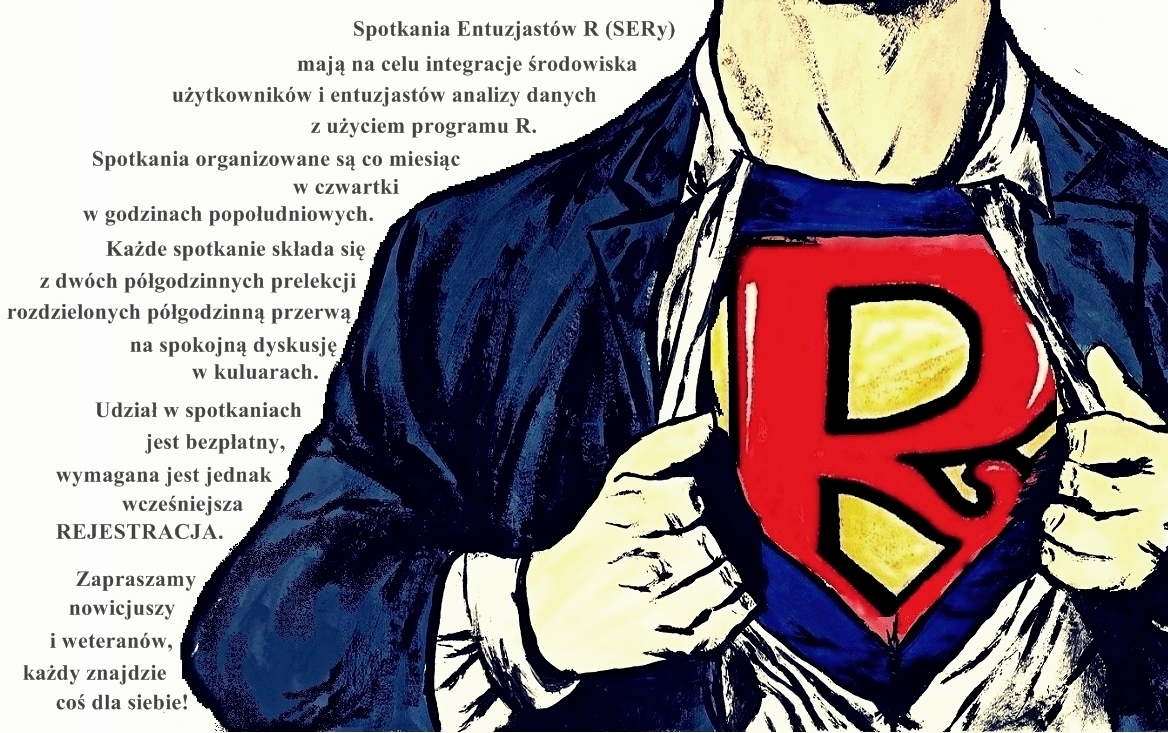 Spotkania Entuzjastów R (SERy)
mają na celu integracje środowiska
użytkowników i entuzjastów analizy danych
z użyciem programu R.
Spotkania organizowane są co miesiąc
w czwartki
w godzinach popołudniowych.
Każde spotkanie składa się
z dwóch półgodzinnych prelekcji
rozdzielonych półgodzinną przerwą
na spokojną dyskusję
w kuluarach.
Udział w spotkaniach
jest bezpłatny,
wymagana jest jednak
wcześniejsza
REJESTRACJA.
Zapraszamy
nowicjuszy
i weteranów,
każdy znajdzie
coś dla siebie!
R